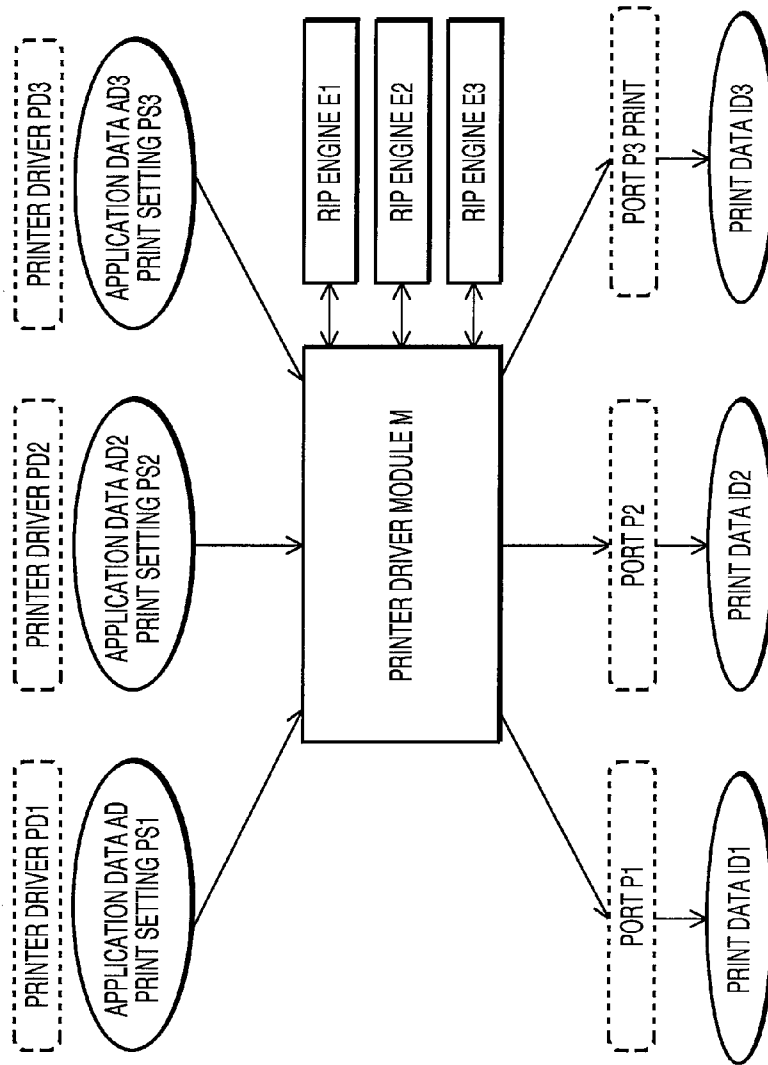 PRINTER DRIVER PD1
APPLICATION DATA AD
PRINT SETTING PS1
PRINTER DRIVER PD2
APPLICATION DATA AD2
PRINT SETTING PS2
PRINTER DRIVER PD3
APPLICATION DATA AD3
PRINT SETTING PS3
PRINTER DRIVER MODULE M
RIP ENGINE E1
RIP ENGINE E2
RIP ENGINE E3
PORT P1
PORT P2
PORT P3 PRINT
PRINT DATA ID1
PRINT DATA ID2
PRINT DATA ID3